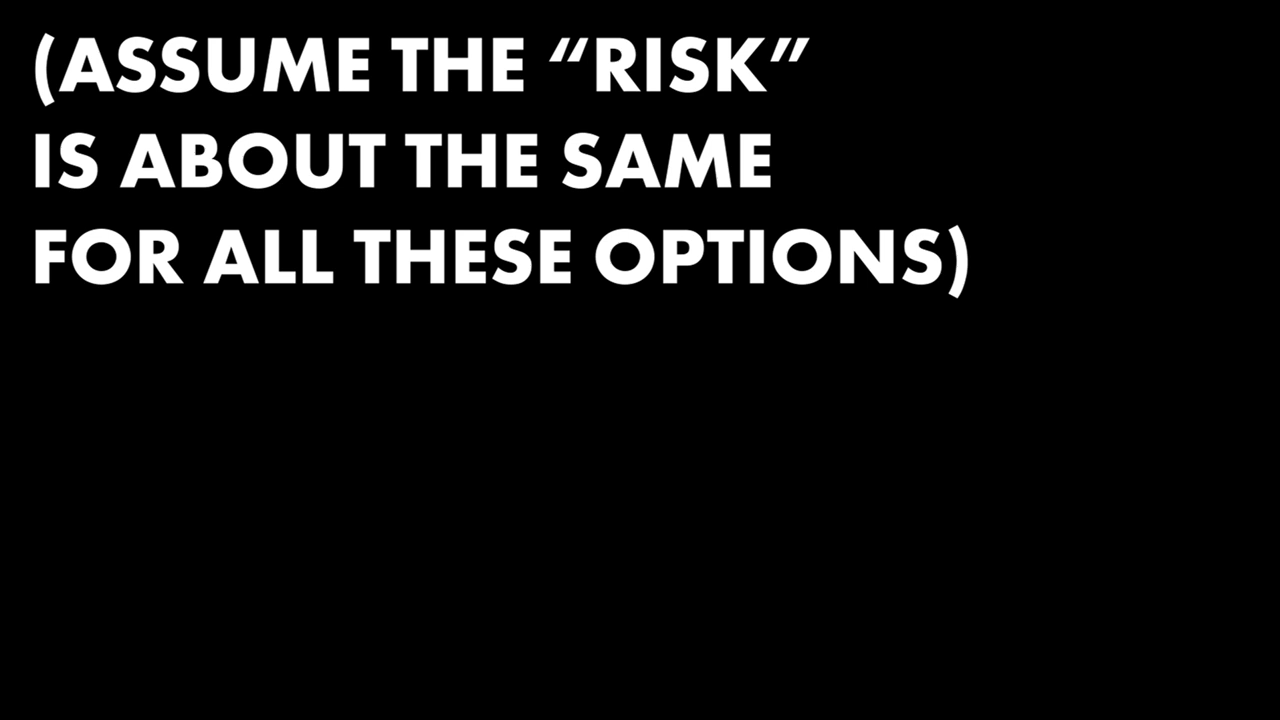 (ASSUME THE “RISK”
IS ABOUT THE SAME
FOR ALL THESE OPTIONS)